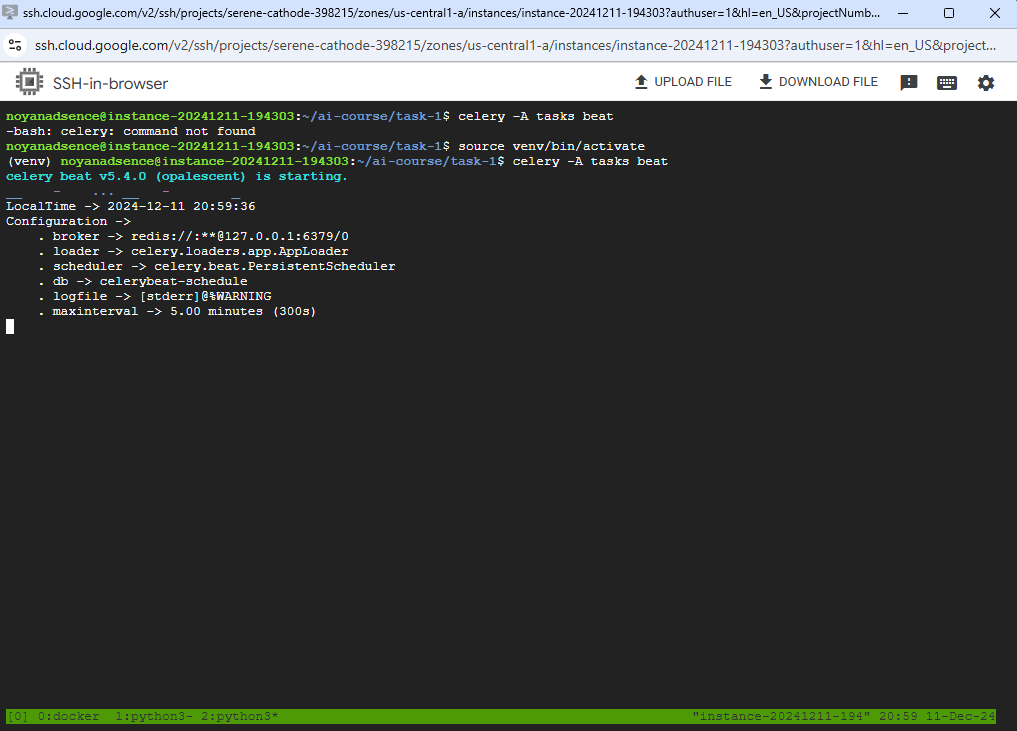 ssh.cloud.google.com/v2/ssh/projects/serene-cathode-398215/zones/us-central1-a/instances/instance-20241211-194303?authuser=1&hl=en_US&projectNumb...
ssh.cloud.google.com/v2/ssh/projects/serene-cathode-398215/zones/us-central1-a/instances/instance-20241211-194303?authuser=1&hl=en_US&project...
SSH-in-browser UPLOAD FILE DOWNLOAD FILE
noyanadsence@instance-20241211-194303:~/ai-course/task-1$ celery -A tasks beat
-bash: celery: command not found
noyanadsence@instance-20241211-194303:~/ai-course/task-1$ source venv/bin/activate
(venv) noyanadsence@instance-20241211-194303:~/ai-course/task-1$ celery -A tasks beat
celery beat v5.4.0 (opalescent) is starting.
__    -    ... __   -        _
LocalTime -> 2024-12-11 20:59:36
Configuration ->
    . broker -> redis://:**@127.0.0.1:6379/0
    . loader -> celery.loaders.app.AppLoader
    . scheduler -> celery.beat.PersistentScheduler
    . db -> celerybeat-schedule
    . logfile -> [stderr]@%WARNING
    . maxinterval -> 5.00 minutes (300s)
[0] 0:docker  1:python3- 2:python3* "instance-20241211-194" 20:59 11-Dec-24